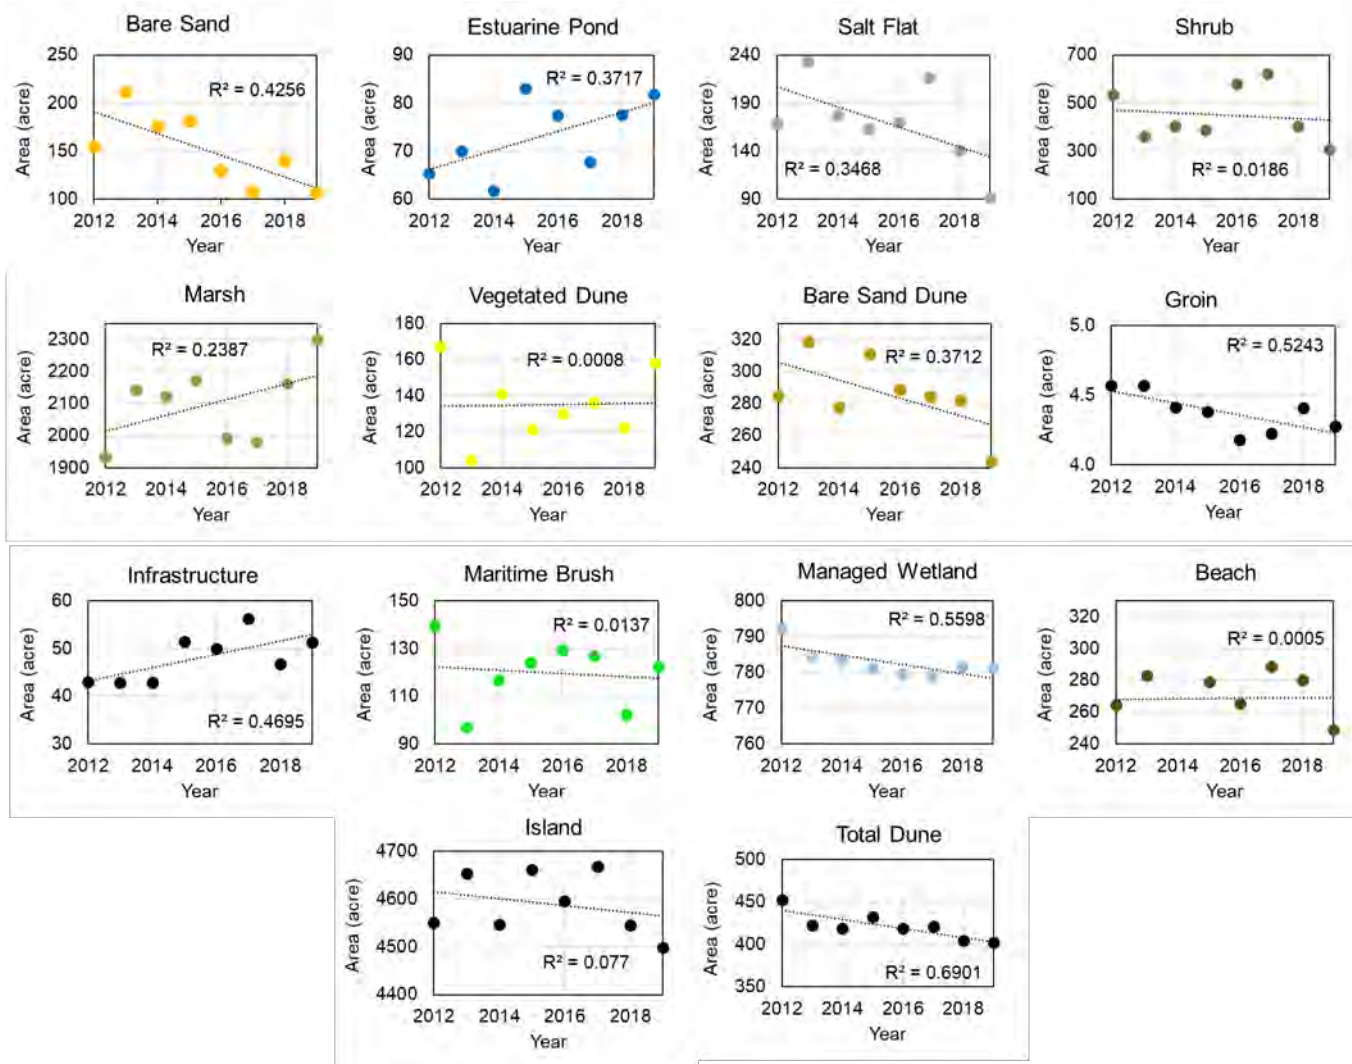 Bare Sand
250
200
150
100
Area (acre)
R² = 0.4256
2012 2014 2016 2018
Year
Estuarine Pond
90
80
70
60
Area (acre)
R² = 0.3717
2012 2014 2016 2018
Year
Salt Flat
240
190
140
90
Area (acre)
R² = 0.3468
2012 2014 2016 2018
Year
Shrub
700
500
300
100
Area (acre)
R² = 0.0186
2012 2014 2016 2018
Year
Marsh
2300
2200
2100
2000
1900
Area (acre)
R² = 0.2387
2012 2014 2016 2018
Year
Vegetated Dune
180
160
140
120
100
Area (acre)
R² = 0.0008
2012 2014 2016 2018
Year
Bare Sand Dune
320
300
280
260
240
Area (acre)
R² = 0.3712
2012 2014 2016 2018
Year
Groin
5.0
4.5
4.0
Area (acre)
R² = 0.5243
2012 2014 2016 2018
Year
Infrastructure
60
50
40
30
Area (acre)
R² = 0.4695
2012 2014 2016 2018
Year
Maritime Brush
150
130
110
90
Area (acre)
R² = 0.0137
2012 2014 2016 2018
Year
Managed Wetland
800
790
780
770
760
Area (acre)
R² = 0.5598
2012 2014 2016 2018
Year
Beach
320
300
280
260
240
Area (acre)
R² = 0.0005
2012 2014 2016 2018
Year
Island
4700
4600
4500
4400
Area (acre)
R² = 0.077
2012 2014 2016 2018
Year
Total Dune
500
450
400
350
Area (acre)
R² = 0.6901
2012 2014 2016 2018
Year